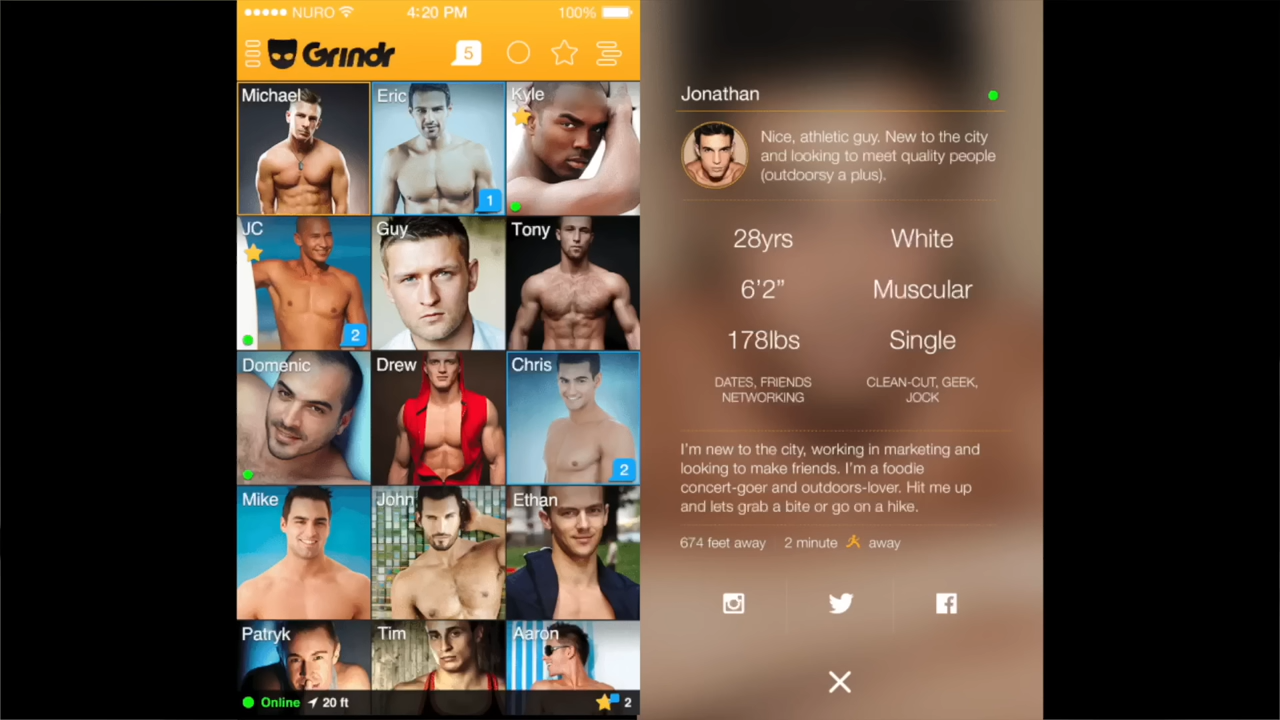 NURO
4:20 PM
100%
Grindr
5
Michael
Eric
1
Kyle
JC
2
Guy
Tony
Domenic
Drew
Chris
2
Mike
John
Ethan
Patryk
Tim
Aaron
Online
20 ft
2
Jonathan
Nice, athletic guy. New to the city
and looking to meet quality people
(outdoorsy a plus).
28yrs
White
6’2”
Muscular
178lbs
Single
DATES, FRIENDS
NETWORKING
CLEAN-CUT, GEEK,
JOCK
I’m new to the city, working in marketing and
looking to make friends. I’m a foodie
concert-goer and outdoors-lover. Hit me up
and lets grab a bite or go on a hike.
674 feet away
2 minute away